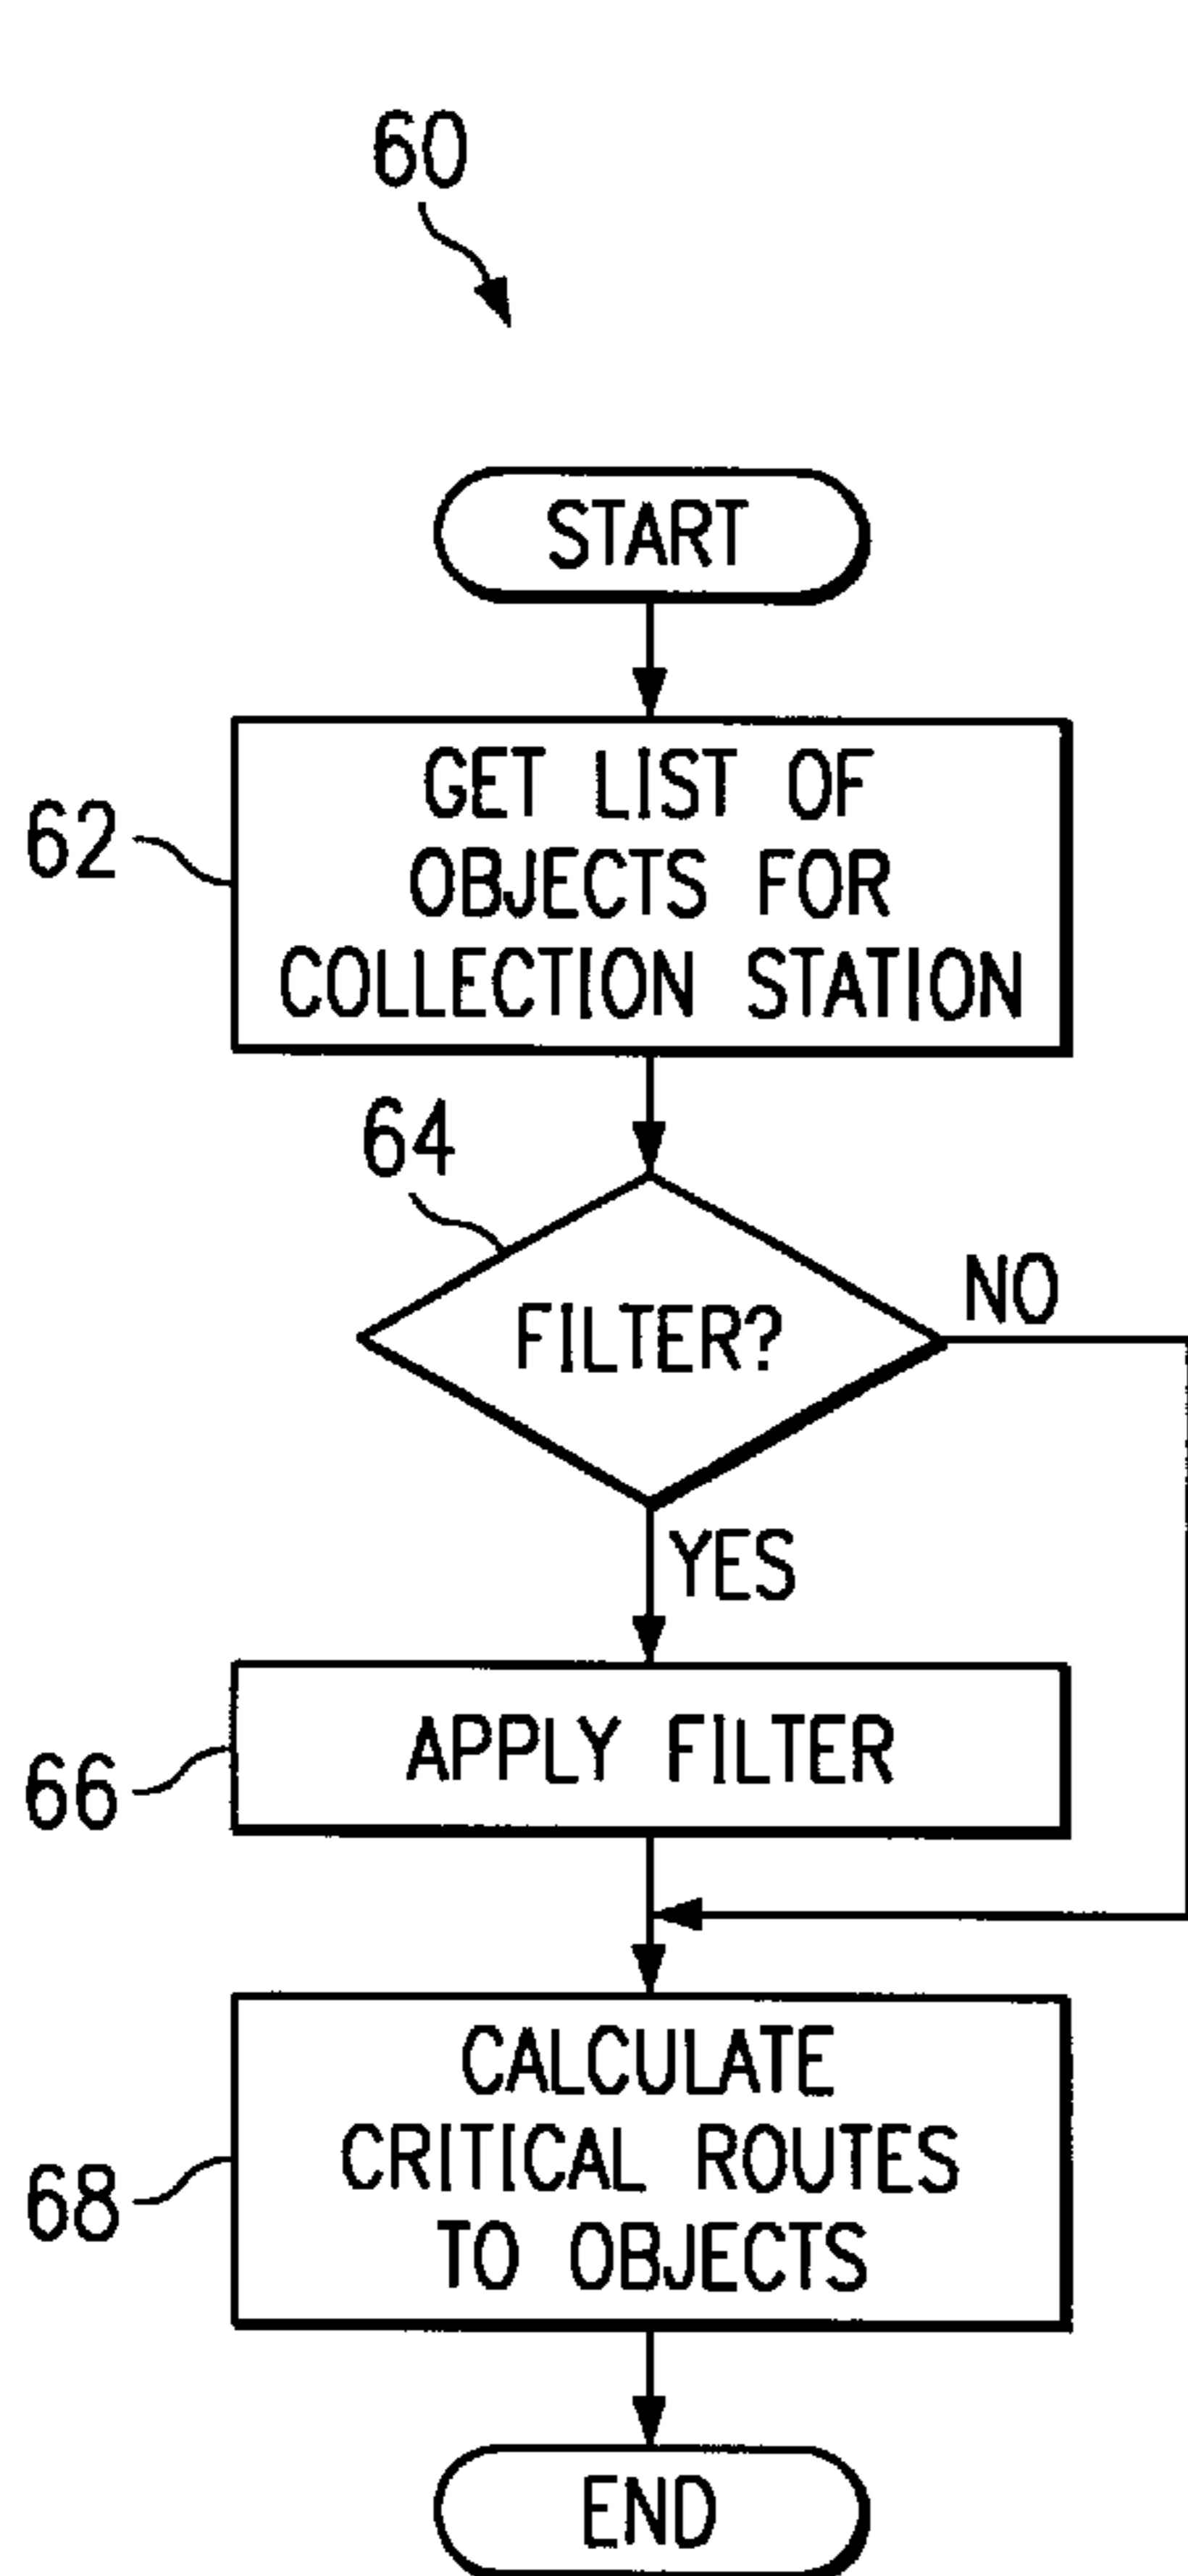 60
START
62
GET LIST OF
OBJECTS FOR
COLLECTION STATION
64
FILTER?
NO
YES
66
APPLY FILTER
68
CALCULATE
CRITICAL ROUTES
TO OBJECTS
END